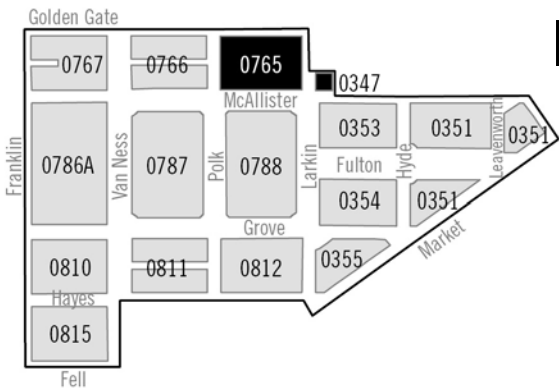 Golden Gate
0767
0766
0765
0347
McAllister
0353
0351
Leavenworth
0351
Franklin
0786A
Van Ness
0787
Polk
0788
Larkin
Fulton
Hyde
0354
0351
Grove
Market
0810
0811
0812
0355
Hayes
0815
Fell